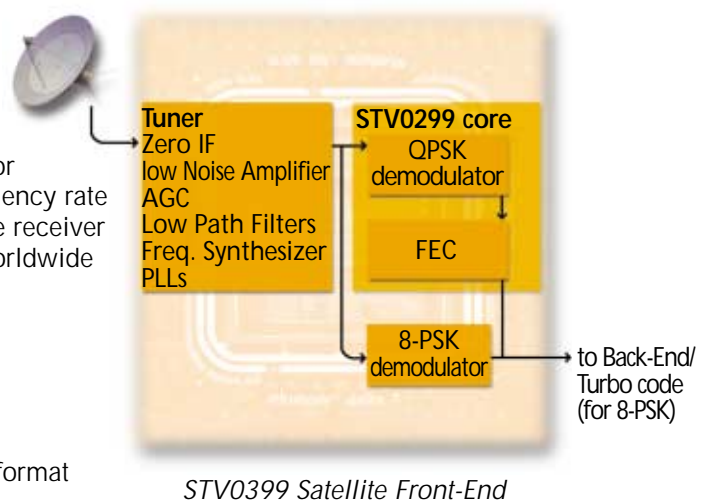 or
ency rate
e receiver
orldwide
format
Tuner
Zero IF
low Noise Amplifier
AGC
Low Path Filters
Freq. Synthesizer
PLLs
STV0299 core
QPSK
demodulator
FEC
8-PSK
demodulator
to Back-End/
Turbo code
(for 8-PSK)
STV0399 Satellite Front-End